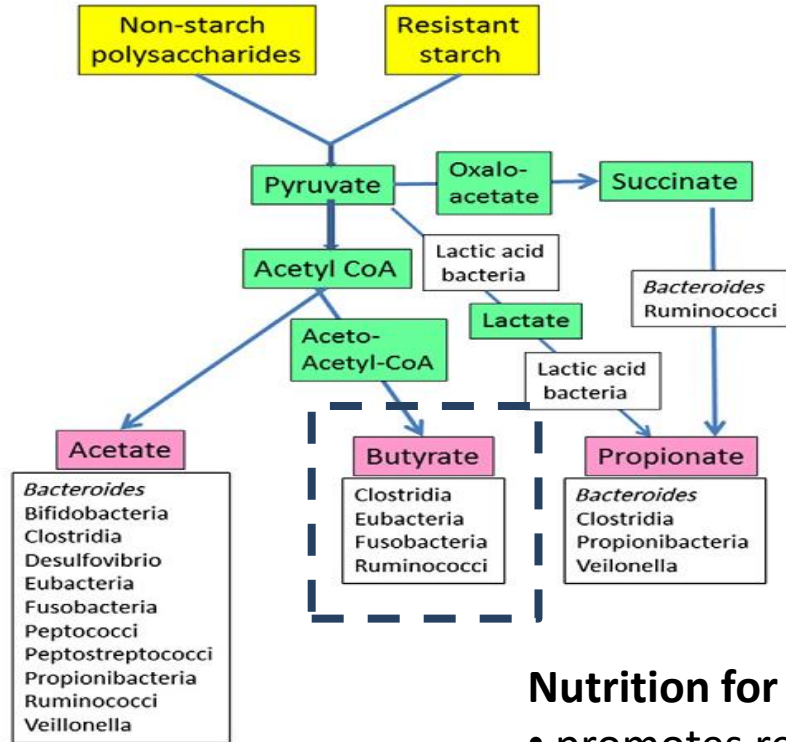 Non-starch
polysaccharides
Resistant
starch
Pyruvate
Oxalo-
acetate
Succinate
Acetyl CoA
Lactic acid
bacteria
Bacteroides
Ruminococci
Lactate
Aceto-
Acetyl-CoA
Lactic acid
bacteria
Acetate
Bacteroides
Bifidobacteria
Clostridia
Desulfovibrio
Eubacteria
Fusobacteria
Peptococci
Peptostreptococci
Propionibacteria
Ruminococci
Veillonella
Butyrate
Clostridia
Eubacteria
Fusobacteria
Ruminococci
Propionate
Bacteroides
Clostridia
Propionibacteria
Veilonella
Nutrition for
• promotes